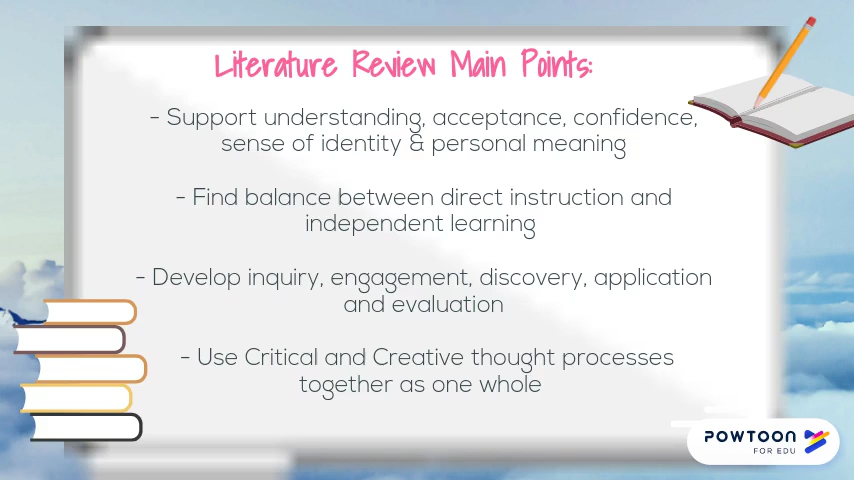 Literature Review Main Points:
- Support understanding, acceptance, confidence,
sense of identity & personal meaning
- Find balance between direct instruction and
independent learning
- Develop inquiry, engagement, discovery, application
and evaluation
- Use Critical and Creative thought processes
together as one whole
POWTOON
FOR EDU